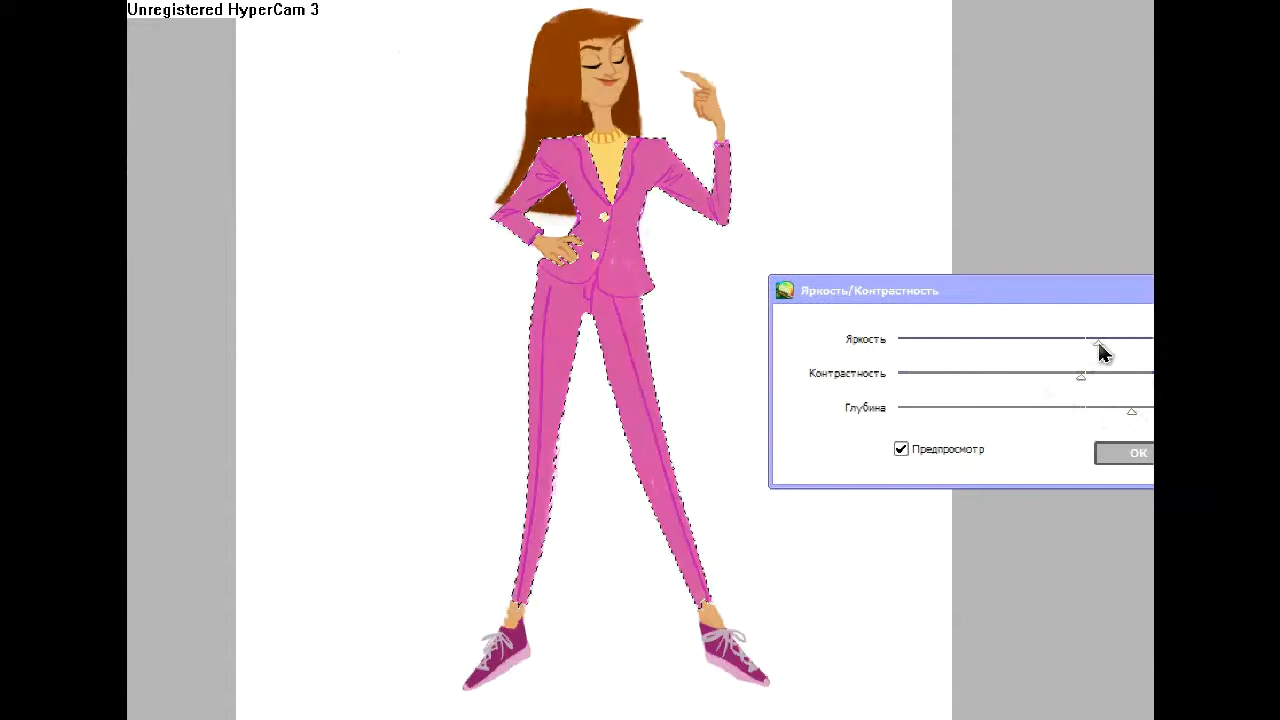 Unregistered HyperCam 3
Яркость/Контрастность
Яркость
Контрастность
Глубина
Предпросмотр
OK